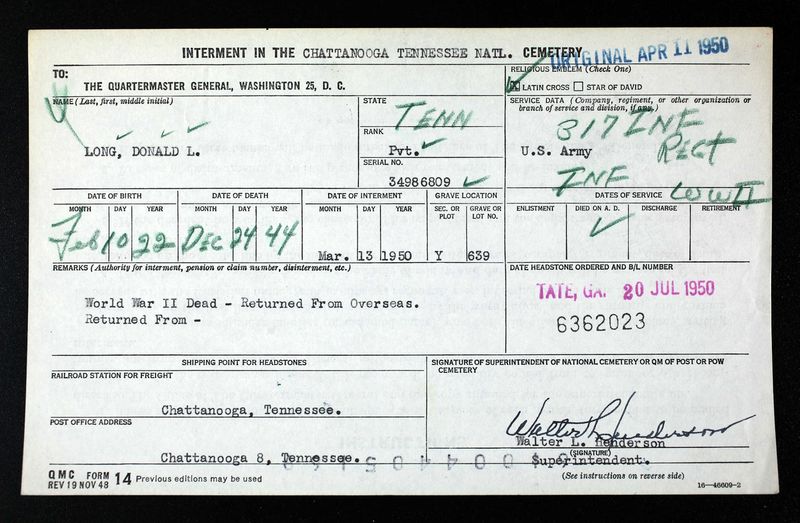 INTERMENT IN THE CHATTANOOGA TENNESSEE NATL. CEMETERY
ORIGINAL APR 11 1950
TO:
THE QUARTERMASTER GENERAL, WASHINGTON 25, D. C.
RELIGIOUS EMBLEM (Check One)
LATIN CROSS STAR OF DAVID
NAME (Last, first, middle initial)
LONG, DONALD L.
STATE
TENN
RANK
Pvt.
SERIAL NO.
34986809
SERVICE DATA (Company, regiment, or other organization or branch of service and division, if any.)
317 INF
REGT
U.S. Army
INF
DATE OF BIRTH
MONTH DAY YEAR
Feb 10 22
DATE OF DEATH
MONTH DAY YEAR
DEC 24 44
DATE OF INTERMENT
MONTH DAY YEAR
Mar. 13 1950
GRAVE LOCATION
SEC. OR PLOT
GRAVE OR LOT NO.
Y 639
DATES OF SERVICE WW II
ENLISTMENT DIED ON A. D. DISCHARGE RETIREMENT
REMARKS (Authority for interment, pension or claim number, disinterment, etc.)
World War II Dead - Returned From Overseas.
Returned From -
DATE HEADSTONE ORDERED AND B/L NUMBER
TATE, GA. 20 JUL 1950
6362023
SHIPPING POINT FOR HEADSTONES
RAILROAD STATION FOR FREIGHT
Chattanooga, Tennessee.
POST OFFICE ADDRESS
Chattanooga 8, Tennessee.
SIGNATURE OF SUPERINTENDENT OF NATIONAL CEMETERY OR QM OF POST OR POW CEMETERY
Walter L. Henderson
Walter L. Henderson
(SIGNATURE)
Superintendent.
(See instructions on reverse side)
QMC FORM 14 Previous editions may be used
REV 19 NOV 48
16—46609-2